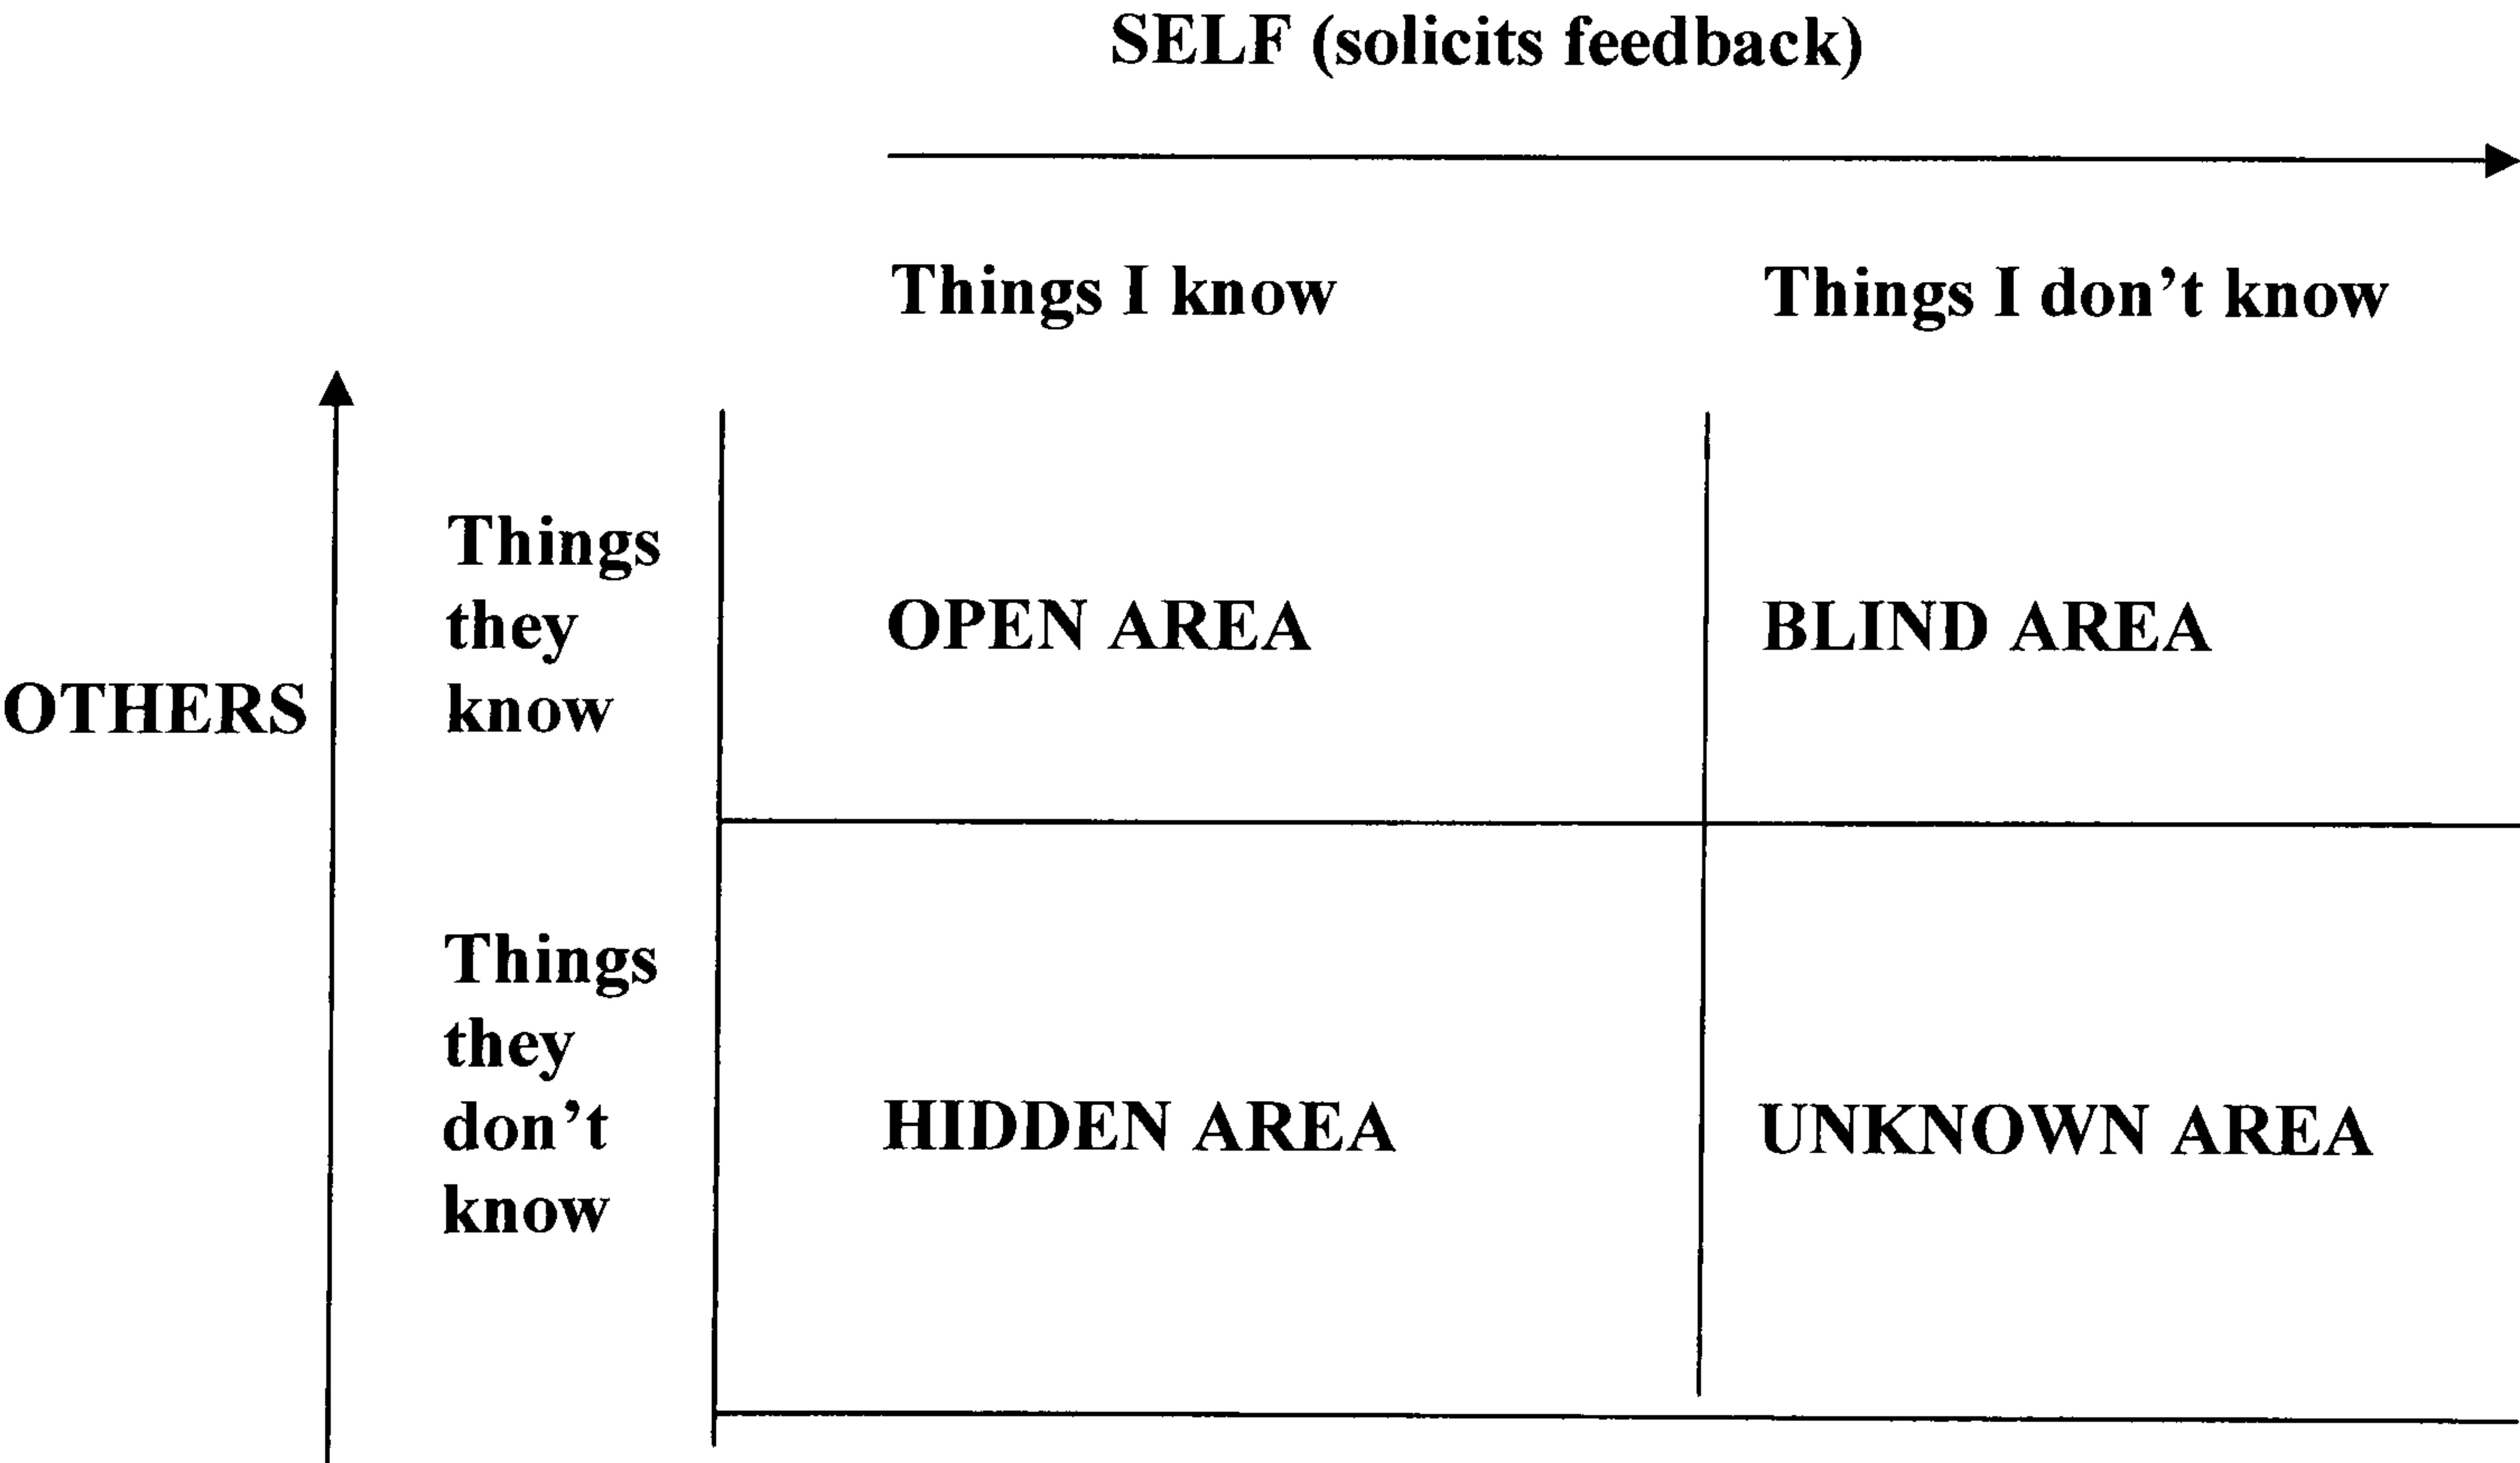 SELF (solicits feedback)
Things I know
Things I don’t know
Things
they
know
OPEN AREA
BLIND AREA
OTHERS
Things
they
don’t
know
HIDDEN AREA
UNKNOWN AREA